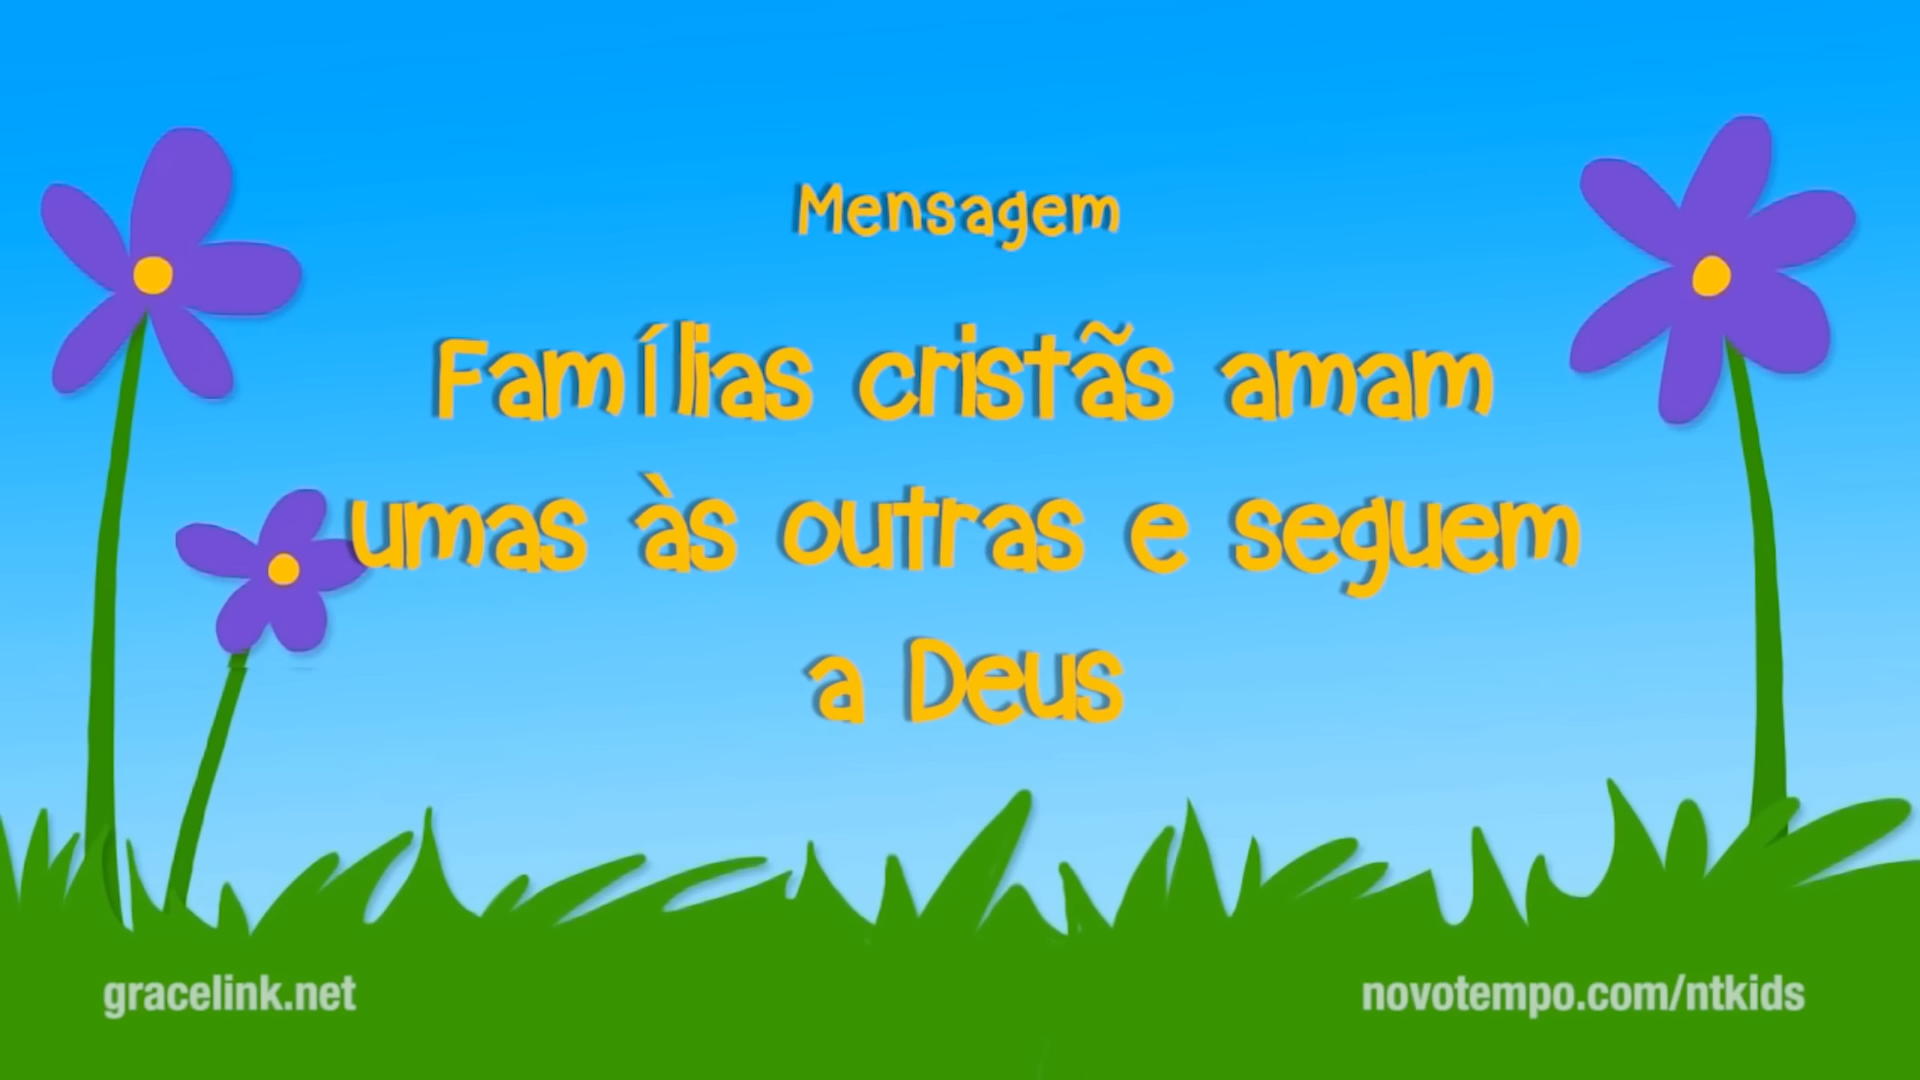 Mensagem
Famílias cristãs amam
umas às outras e seguem
a Deus
gracelink.net
novotempo.com/ntkids